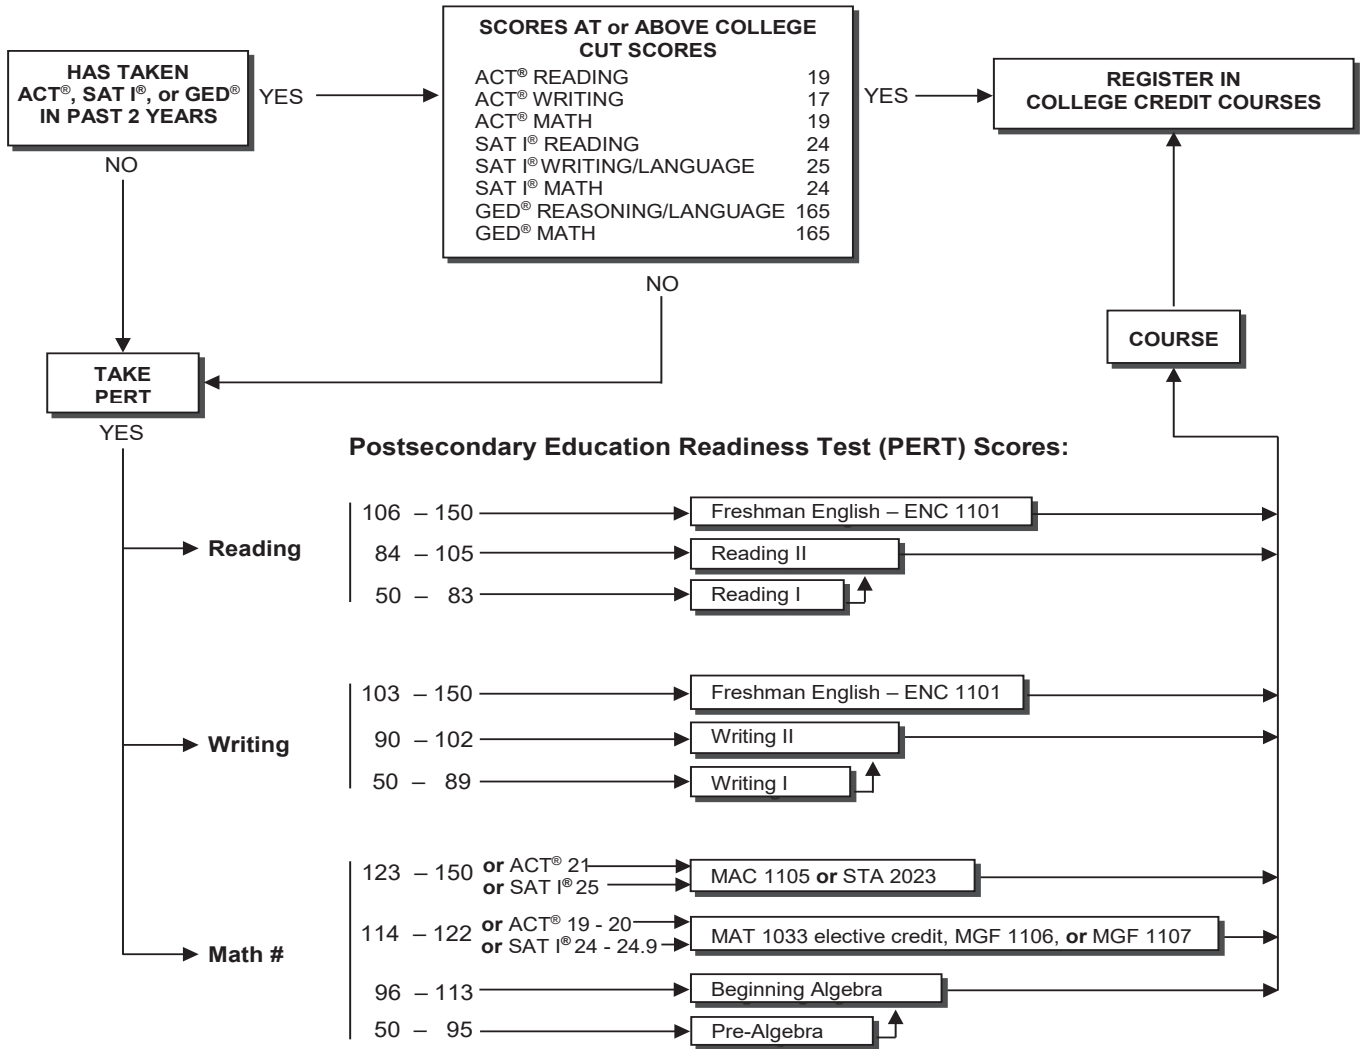 HAS TAKEN
ACT®, SAT I®, or GED®
IN PAST 2 YEARS
YES
NO
SCORES AT or ABOVE COLLEGE
CUT SCORES
ACT® READING 19
ACT® WRITING 17
ACT® MATH 19
SAT I® READING 24
SAT I® WRITING/LANGUAGE 25
SAT I® MATH 24
GED® REASONING/LANGUAGE 165
GED® MATH 165
YES
NO
REGISTER IN
COLLEGE CREDIT COURSES
COURSE
TAKE
PERT
YES
Postsecondary Education Readiness Test (PERT) Scores:
Reading
106 – 150 Freshman English – ENC 1101
84 – 105 Reading II
50 – 83 Reading I
Writing
103 – 150 Freshman English – ENC 1101
90 – 102 Writing II
50 – 89 Writing I
Math #
123 – 150 or ACT® 21
or SAT I® 25
MAC 1105 or STA 2023
114 – 122 or ACT® 19 - 20
or SAT I® 24 - 24.9
MAT 1033 elective credit, MGF 1106, or MGF 1107
96 – 113 Beginning Algebra
50 – 95 Pre-Algebra